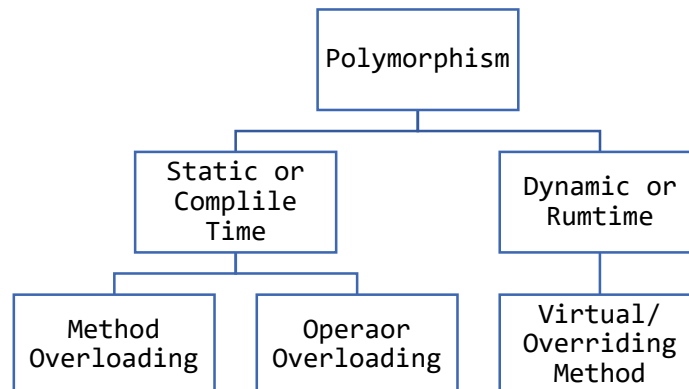 Polymorphism
Static or
Complile
Time
Dynamic or
Rumtime
Method
Overloading
Operaor
Overloading
Virtual/
Overriding
Method